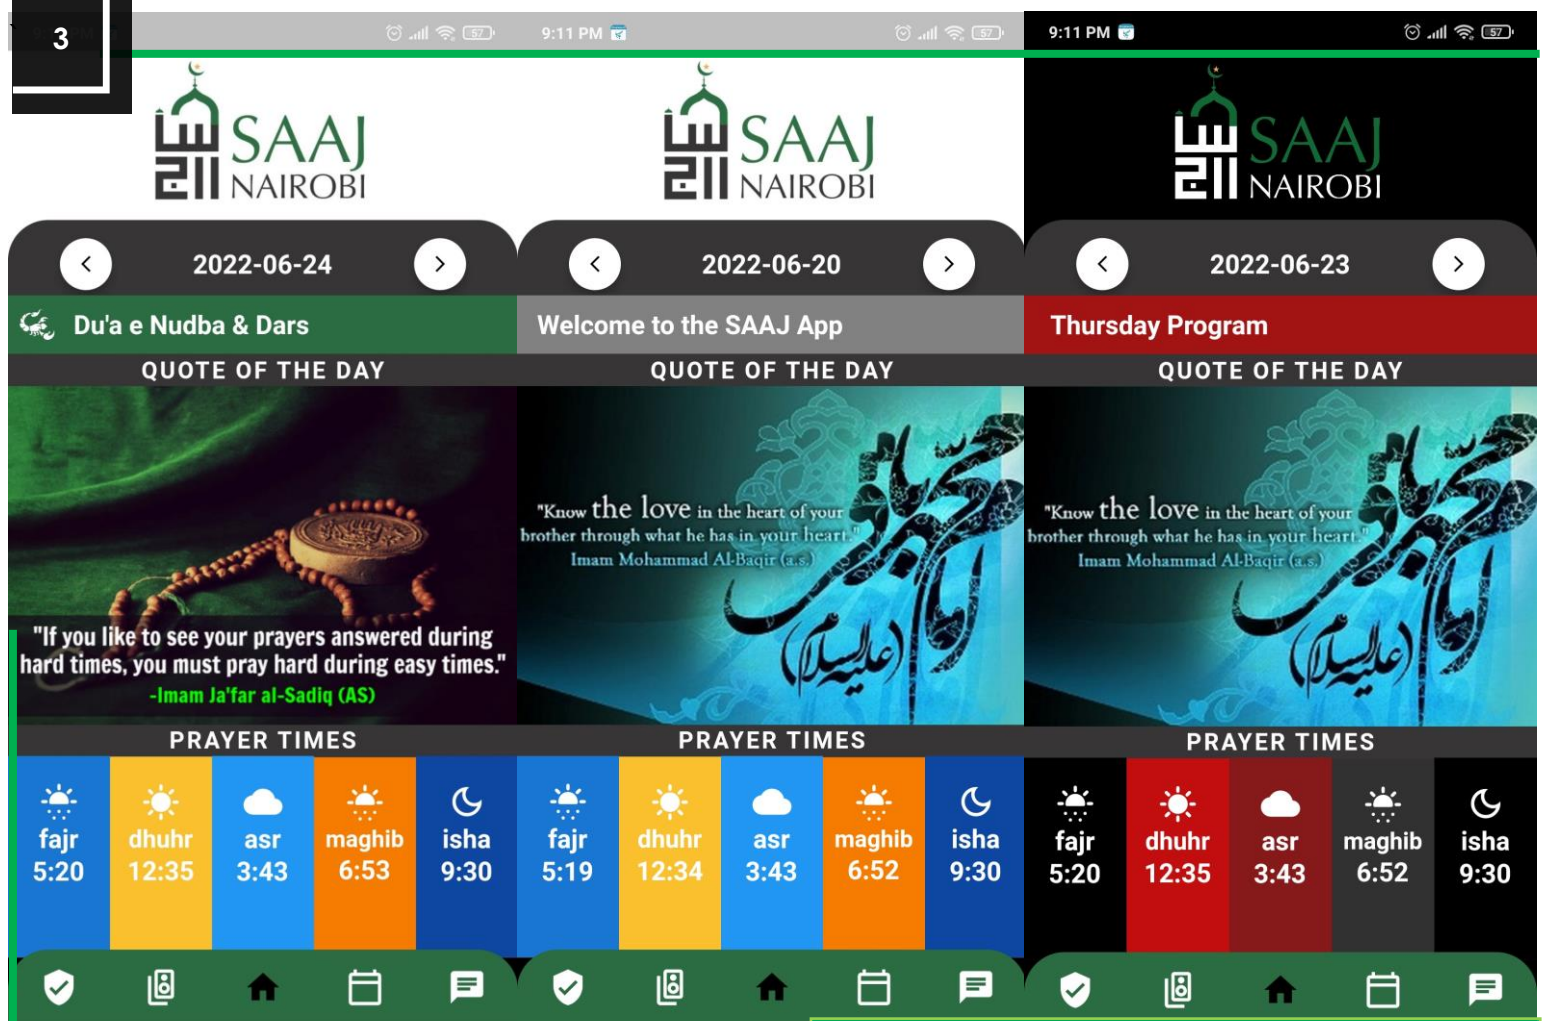 3
57
SAAJ
NAIROBI
2022-06-24
Du'a e Nudba & Dars
QUOTE OF THE DAY
"If you like to see your prayers answered during
hard times, you must pray hard during easy times."
-Imam Ja'far al-Sadiq (AS)
PRAYER TIMES
fajr
5:20
dhuhr
12:35
asr
3:43
maghib
6:53
isha
9:30
9:11 PM
57
SAAJ
NAIROBI
2022-06-20
Welcome to the SAAJ App
QUOTE OF THE DAY
"Know the love in the heart of your
brother through what he has in your heart."
Imam Mohammad Al-Baqir (a.s.)
(عليه السلام)
PRAYER TIMES
fajr
5:19
dhuhr
12:34
asr
3:43
maghib
6:52
isha
9:30
9:11 PM
57
SAAJ
NAIROBI
2022-06-23
Thursday Program
QUOTE OF THE DAY
"Know the love in the heart of your
brother through what he has in your heart."
Imam Mohammad Al-Baqir (a.s.)
(عليه السلام)
PRAYER TIMES
fajr
5:20
dhuhr
12:35
asr
3:43
maghib
6:52
isha
9:30